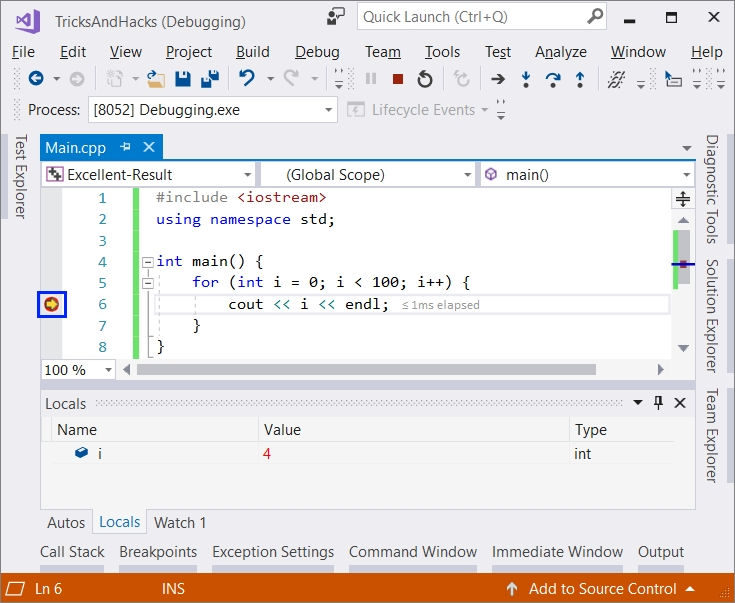 TricksAndHacks (Debugging)
Quick Launch (Ctrl+Q)
File Edit View Project Build Debug Team Tools Test Analyze Window Help
Process: [8052] Debugging.exe Lifecycle Events
Test Explorer
Main.cpp
Excellent-Result (Global Scope) main()
1 #include <iostream>
2 using namespace std;
3
4 int main() {
5 for (int i = 0; i < 100; i++) {
6 cout << i << endl; ≤1ms elapsed
7 }
8 }
100 %
Diagnostic Tools
Solution Explorer
Team Explorer
Locals
Name Value Type
i 4 int
Autos Locals Watch 1
Call Stack Breakpoints Exception Settings Command Window Immediate Window Output
Ln 6 INS Add to Source Control